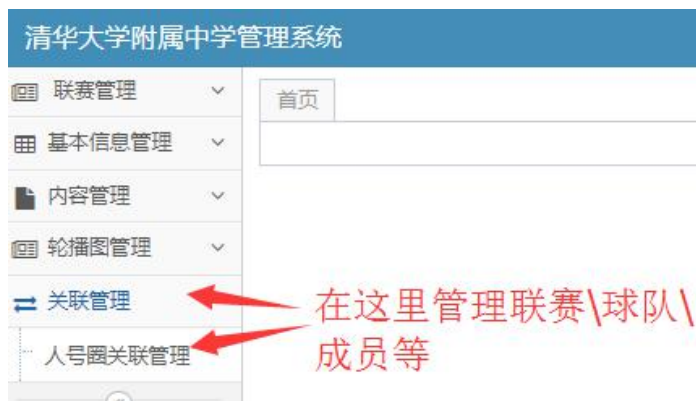 清华大学附属中学管理系统
联赛管理
首页
基本信息管理
内容管理
轮播图管理
关联管理
人号圈关联管理
在这里管理联赛\球队\
成员等